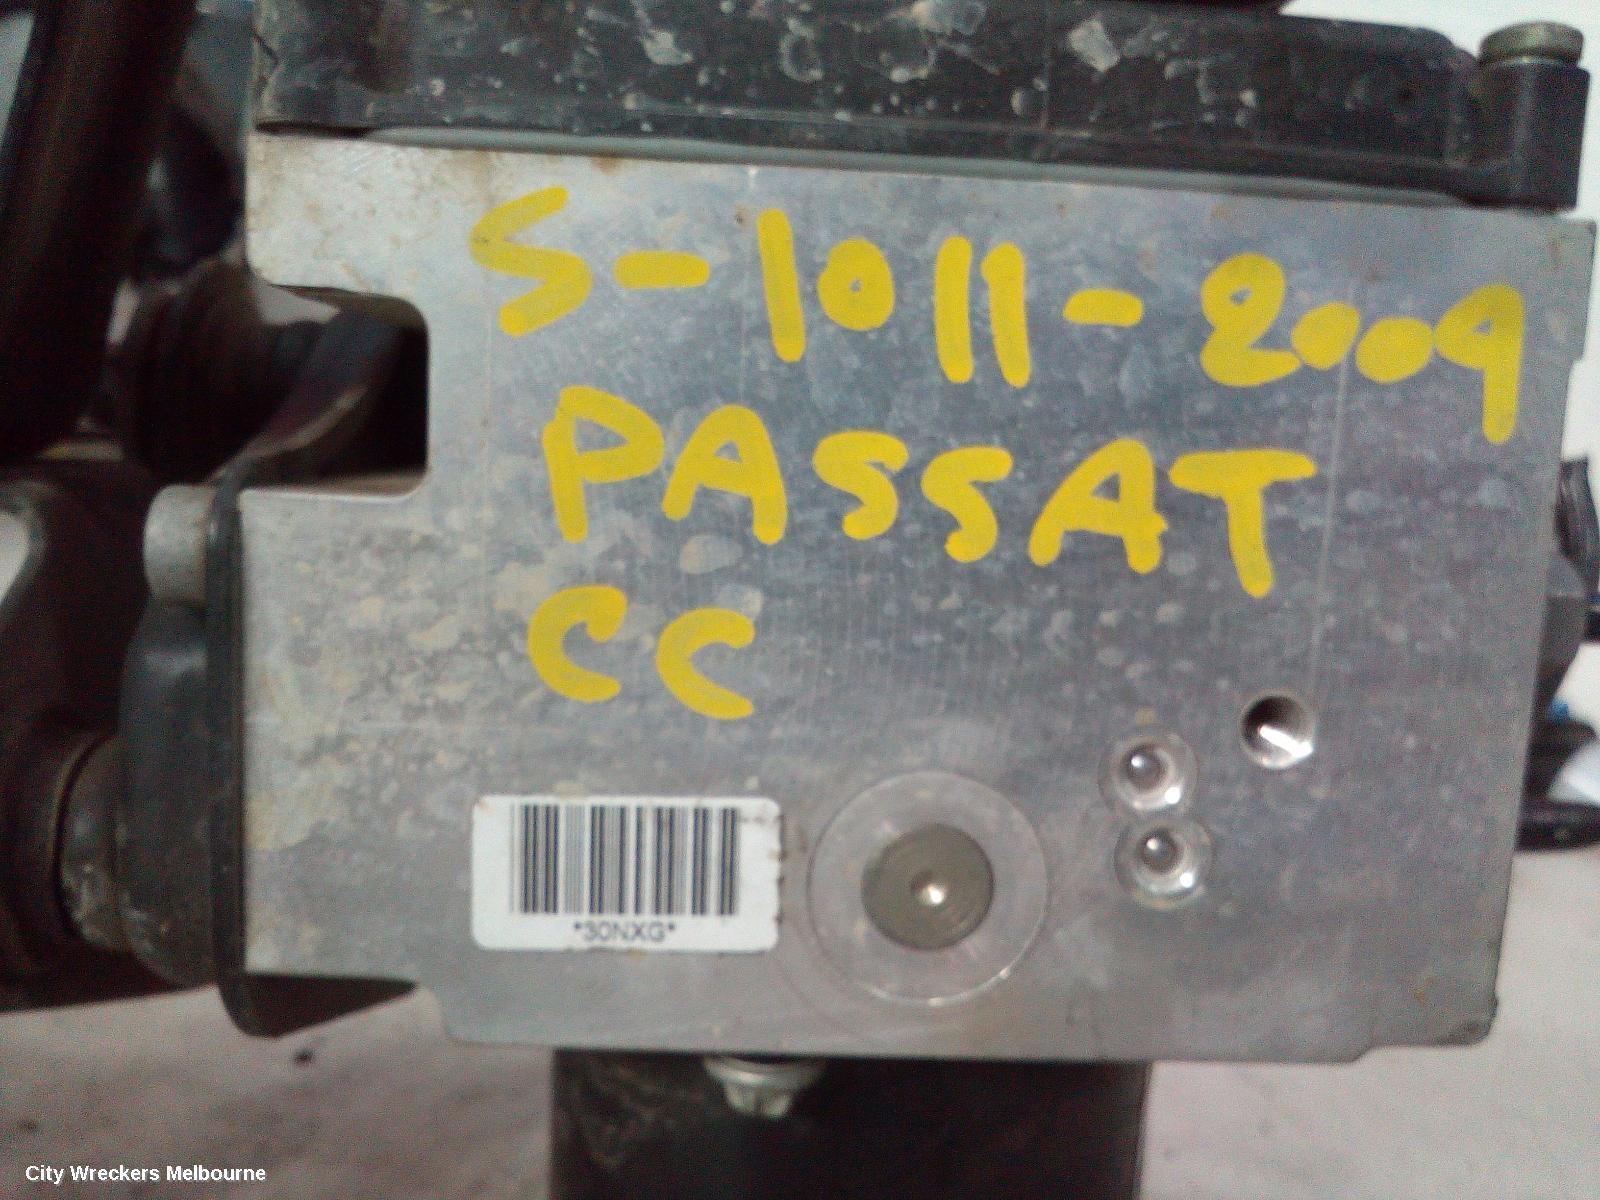 S-1011-2009
PASSAT
CC
*30NXG*
City Wreckers Melbourne